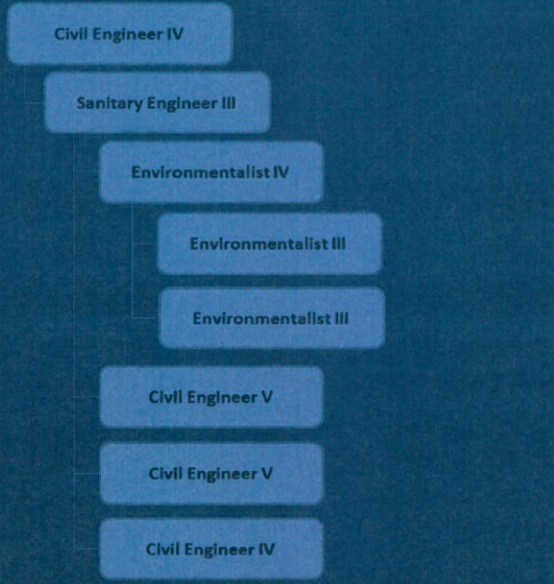 Civil Engineer IV
Sanitary Engineer III
Environmentalist IV
Environmentalist III
Environmentalist III
Civil Engineer V
Civil Engineer V
Civil Engineer IV